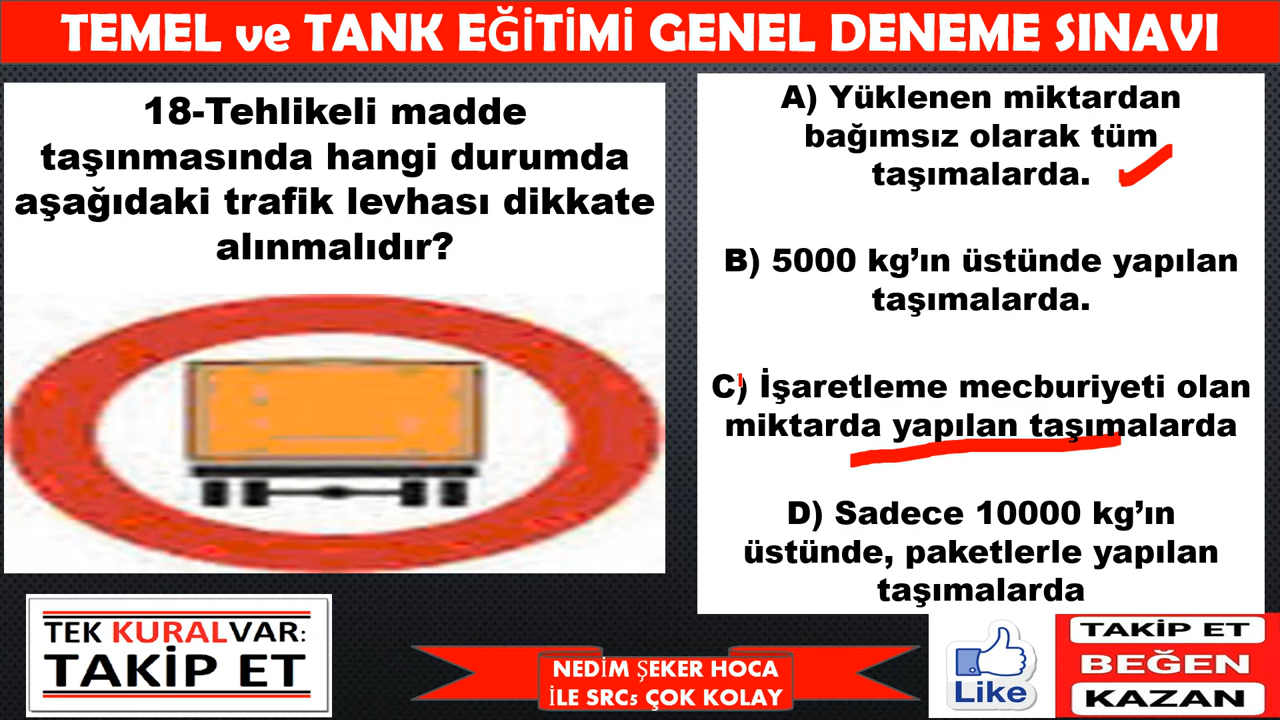 TEMEL ve TANK EĞİTİMİ GENEL DENEME SINAVI
18-Tehlikeli madde
taşınmasında hangi durumda
aşağıdaki trafik levhası dikkate
alınmalıdır?
A) Yüklenen miktardan
bağımsız olarak tüm
taşımalarda.
B) 5000 kg’ın üstünde yapılan
taşımalarda.
C) İşaretleme mecburiyeti olan
miktarda yapılan taşımalarda
D) Sadece 10000 kg’ın
üstünde, paketlerle yapılan
taşımalarda
TEK KURAL VAR:
TAKİP ET
NEDİM ŞEKER HOCA
İLE SRC5 ÇOK KOLAY
Like
TAKİP ET
BEĞEN
KAZAN